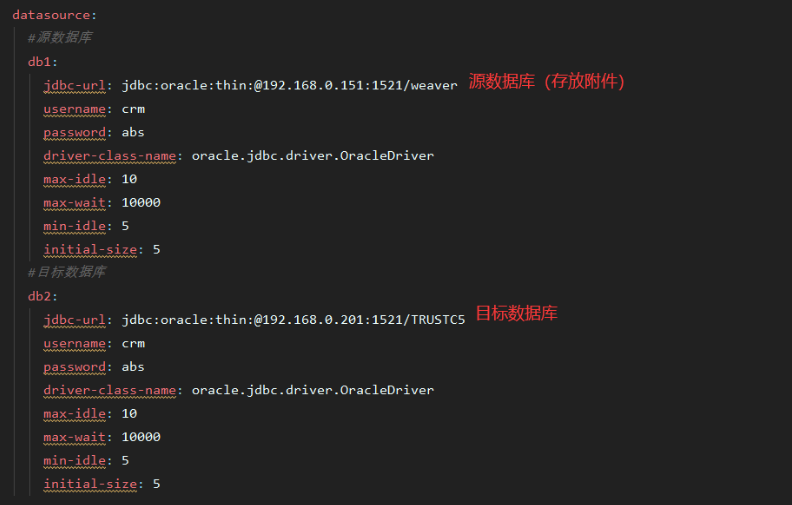 datasource:
#源数据库
db1:
jdbc-url: jdbc:oracle:thin:@192.168.0.151:1521/weaver 源数据库（存放附件）
username: crm
password: abs
driver-class-name: oracle.jdbc.driver.OracleDriver
max-idle: 10
max-wait: 10000
min-idle: 5
initial-size: 5
#目标数据库
db2:
jdbc-url: jdbc:oracle:thin:@192.168.0.201:1521/TRUSTC5 目标数据库
username: crm
password: abs
driver-class-name: oracle.jdbc.driver.OracleDriver
max-idle: 10
max-wait: 10000
min-idle: 5
initial-size: 5